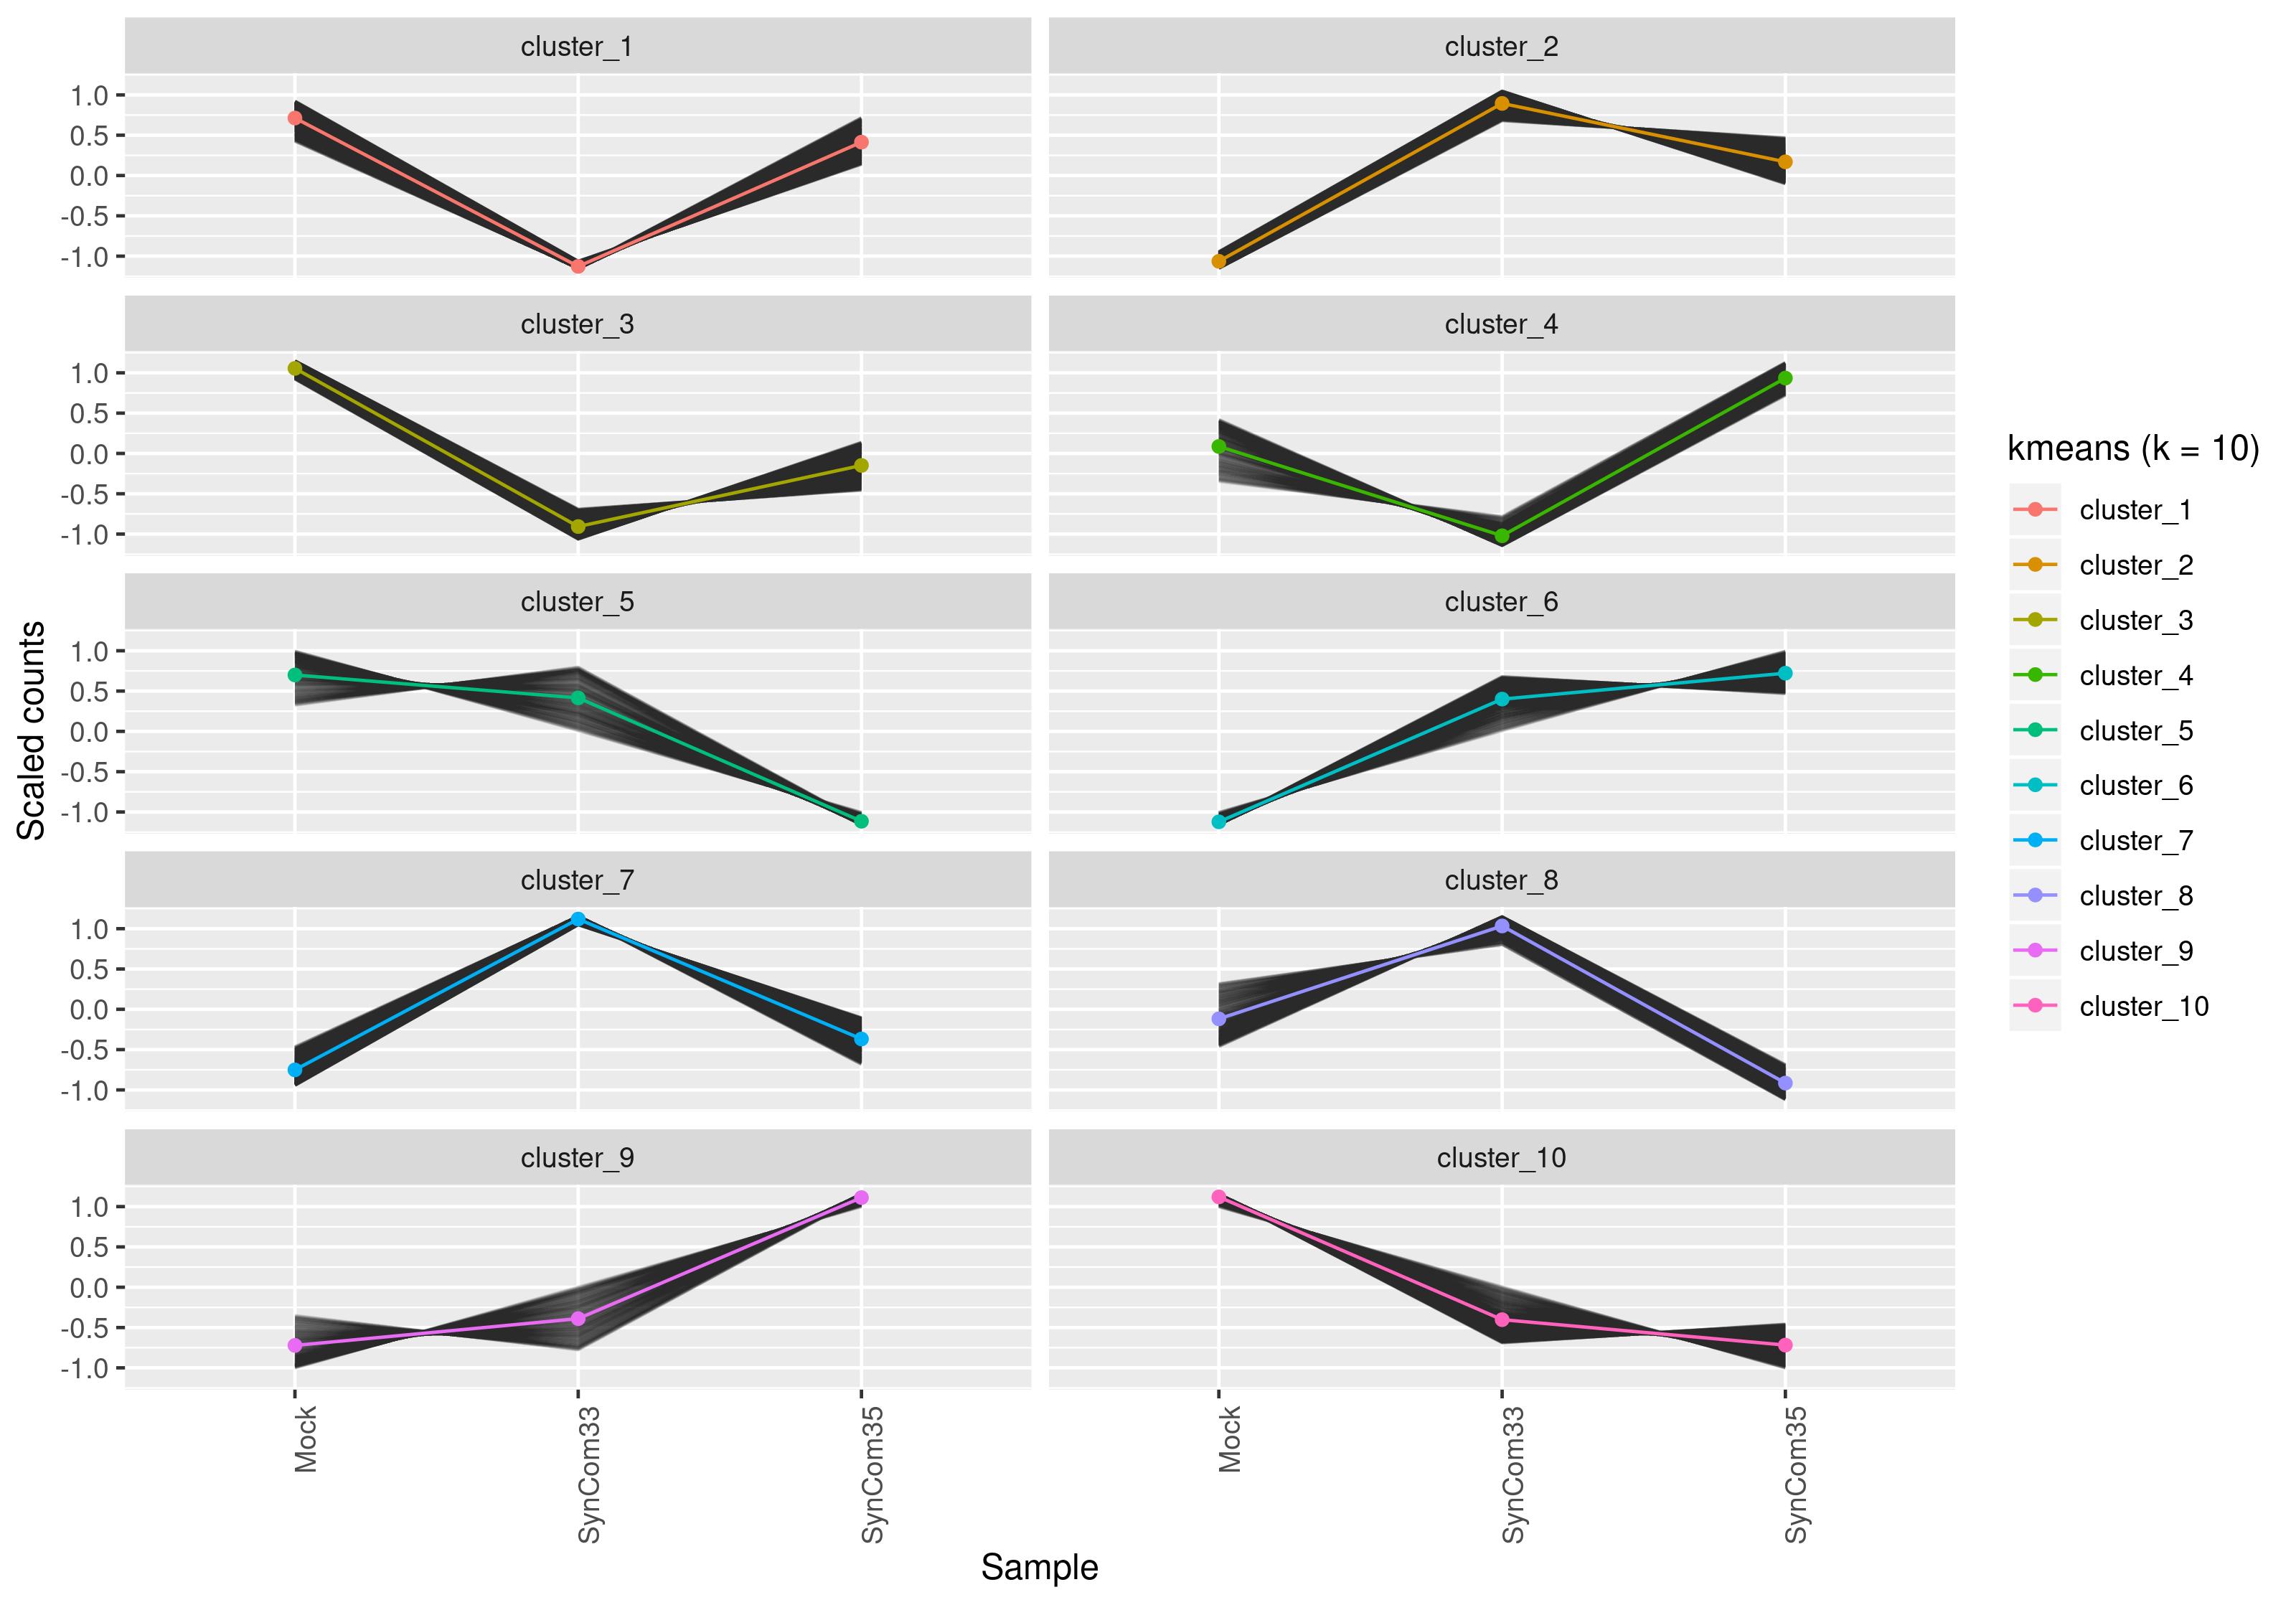 cluster_1
cluster_2
1.0
0.5
0.0
-0.5
-1.0
cluster_3
cluster_4
1.0
0.5
0.0
-0.5
-1.0
cluster_5
cluster_6
1.0
0.5
0.0
-0.5
-1.0
cluster_7
cluster_8
1.0
0.5
0.0
-0.5
-1.0
cluster_9
cluster_10
1.0
0.5
0.0
-0.5
-1.0
Scaled counts
Mock
SynCom33
SynCom35
Mock
SynCom33
SynCom35
Sample
kmeans (k = 10)
cluster_1
cluster_2
cluster_3
cluster_4
cluster_5
cluster_6
cluster_7
cluster_8
cluster_9
cluster_10